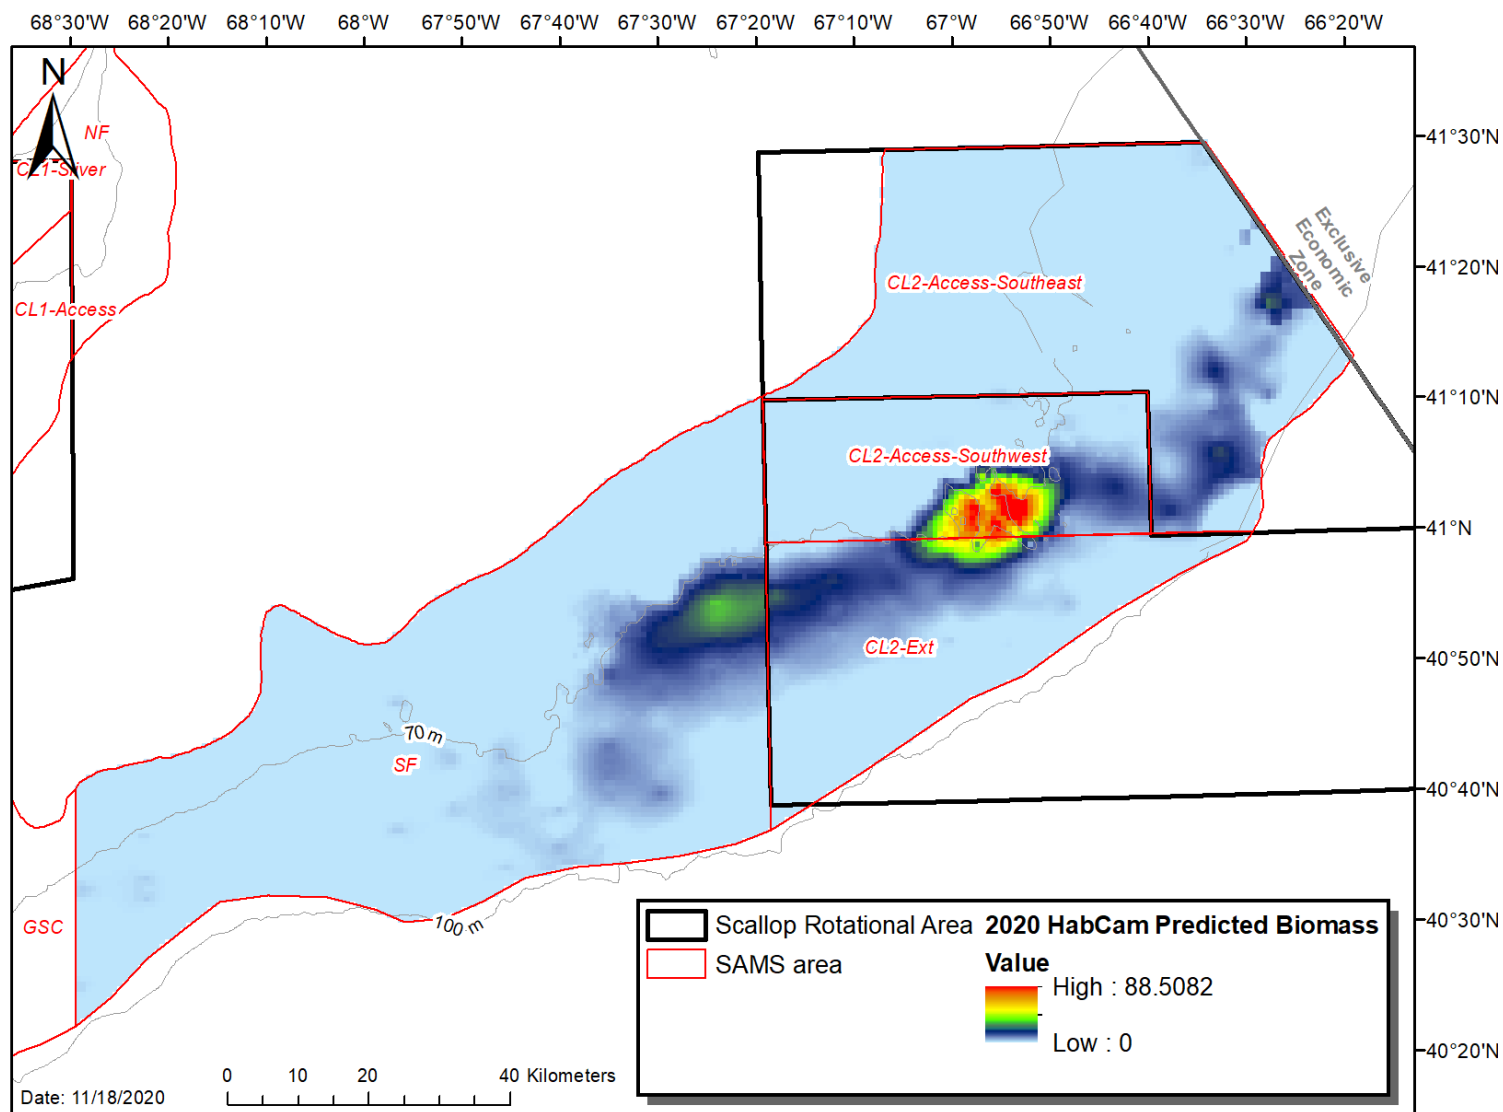 68°30'W 68°20'W 68°10'W 68°0'W 67°50'W 67°40'W 67°30'W 67°20'W 67°10'W 67°0'W 66°50'W 66°40'W 66°30'W 66°20'W
N
NF
CL1-Sliver
CL1-Access
41°30'N
41°20'N
41°10'N
41°N
40°50'N
40°40'N
40°30'N
40°20'N
Exclusive
Economic
Zone
CL2-Access-Southeast
CL2-Access-Southwest
CL2-Ext
70 m
SF
GSC
100 m
Scallop Rotational Area
SAMS area
2020 HabCam Predicted Biomass
Value
High : 88.5082
Low : 0
0 10 20 40 Kilometers
Date: 11/18/2020